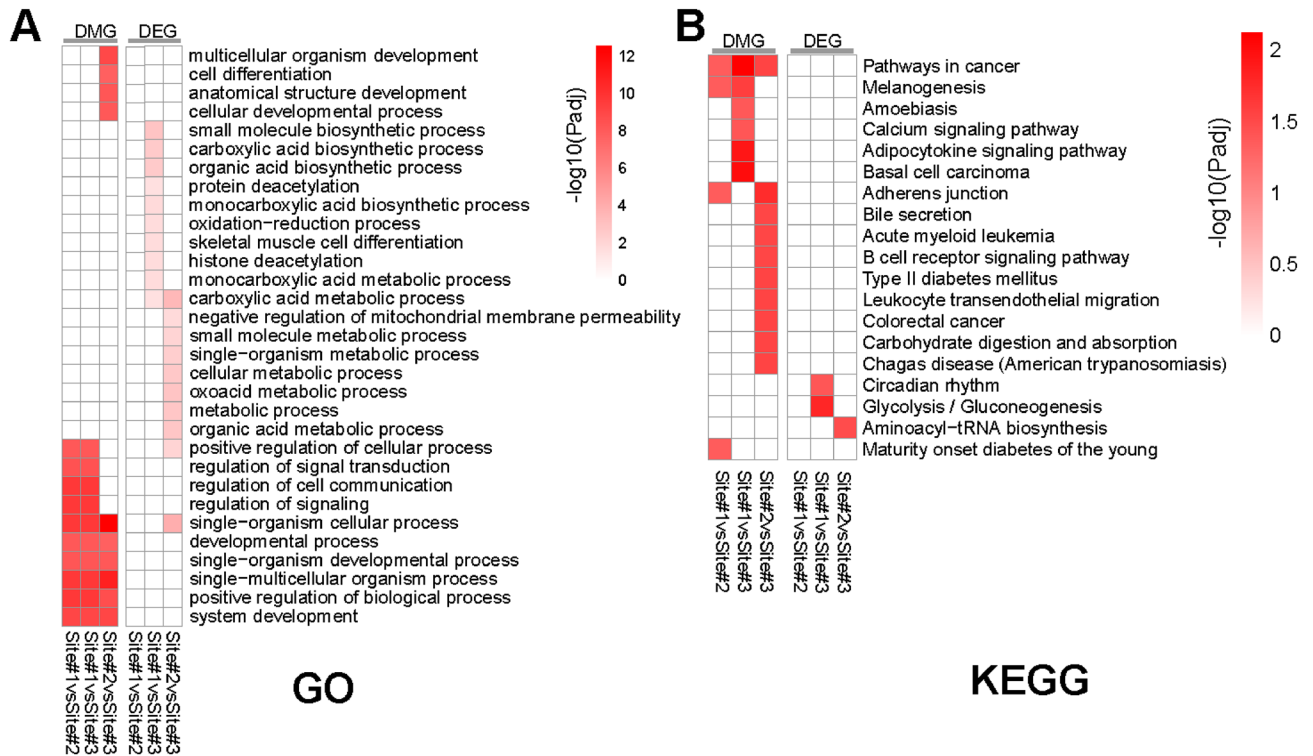 A
DMG DEG
multicellular organism development
cell differentiation
anatomical structure development
cellular developmental process
small molecule biosynthetic process
carboxylic acid biosynthetic process
organic acid biosynthetic process
protein deacetylation
monocarboxylic acid biosynthetic process
oxidation−reduction process
skeletal muscle cell differentiation
histone deacetylation
monocarboxylic acid metabolic process
carboxylic acid metabolic process
negative regulation of mitochondrial membrane permeability
small molecule metabolic process
single−organism metabolic process
cellular metabolic process
oxoacid metabolic process
metabolic process
organic acid metabolic process
positive regulation of cellular process
regulation of signal transduction
regulation of cell communication
regulation of signaling
single−organism cellular process
developmental process
single−organism developmental process
single−multicellular organism process
positive regulation of biological process
system development
12
10
8
6
4
2
0
-log10(Padj)
Site#1vsSite#2
Site#1vsSite#3
Site#2vsSite#3
Site#1vsSite#2
Site#1vsSite#3
Site#2vsSite#3
GO
B
DMG DEG
Pathways in cancer
Melanogenesis
Amoebiasis
Calcium signaling pathway
Adipocytokine signaling pathway
Basal cell carcinoma
Adherens junction
Bile secretion
Acute myeloid leukemia
B cell receptor signaling pathway
Type II diabetes mellitus
Leukocyte transendothelial migration
Colorectal cancer
Carbohydrate digestion and absorption
Chagas disease (American trypanosomiasis)
Circadian rhythm
Glycolysis / Gluconeogenesis
Aminoacyl−tRNA biosynthesis
Maturity onset diabetes of the young
2
1.5
1
0.5
0
-log10(Padj)
Site#1vsSite#2
Site#1vsSite#3
Site#2vsSite#3
Site#1vsSite#2
Site#1vsSite#3
Site#2vsSite#3
KEGG